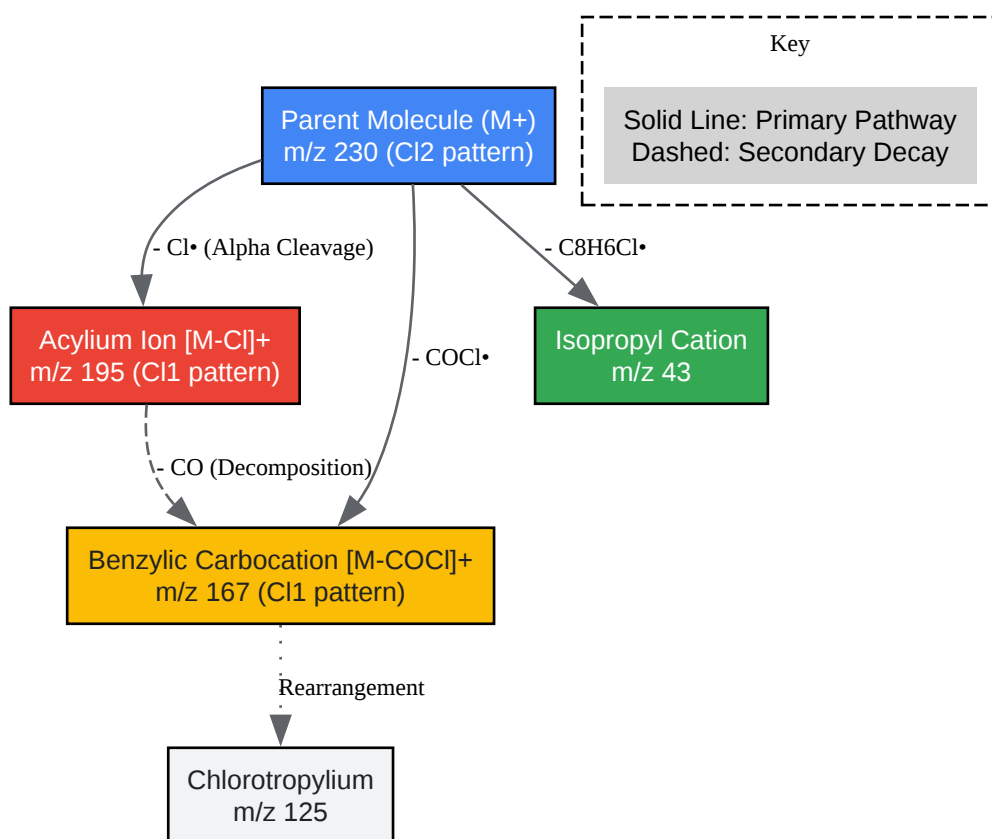 Key
Solid Line: Primary Pathway
Dashed: Secondary Decay
Parent Molecule (M+)
m/z 230 (Cl2 pattern)
- Cl• (Alpha Cleavage)
- C8H6Cl•
- COCl•
Acylium Ion [M-Cl]+
m/z 195 (Cl1 pattern)
Isopropyl Cation
m/z 43
- CO (Decomposition)
Benzylic Carbocation [M-COCl]+
m/z 167 (Cl1 pattern)
Rearrangement
Chlorotropylium
m/z 125